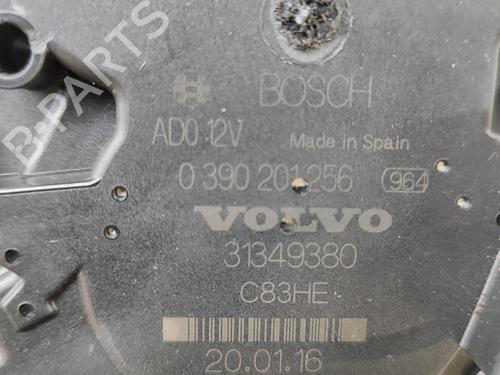 BOSCH
AD0 12V Made in Spain
0 390 201 256 964
VOLVO
31349380
C83HE
20.01.16
B-PARTS